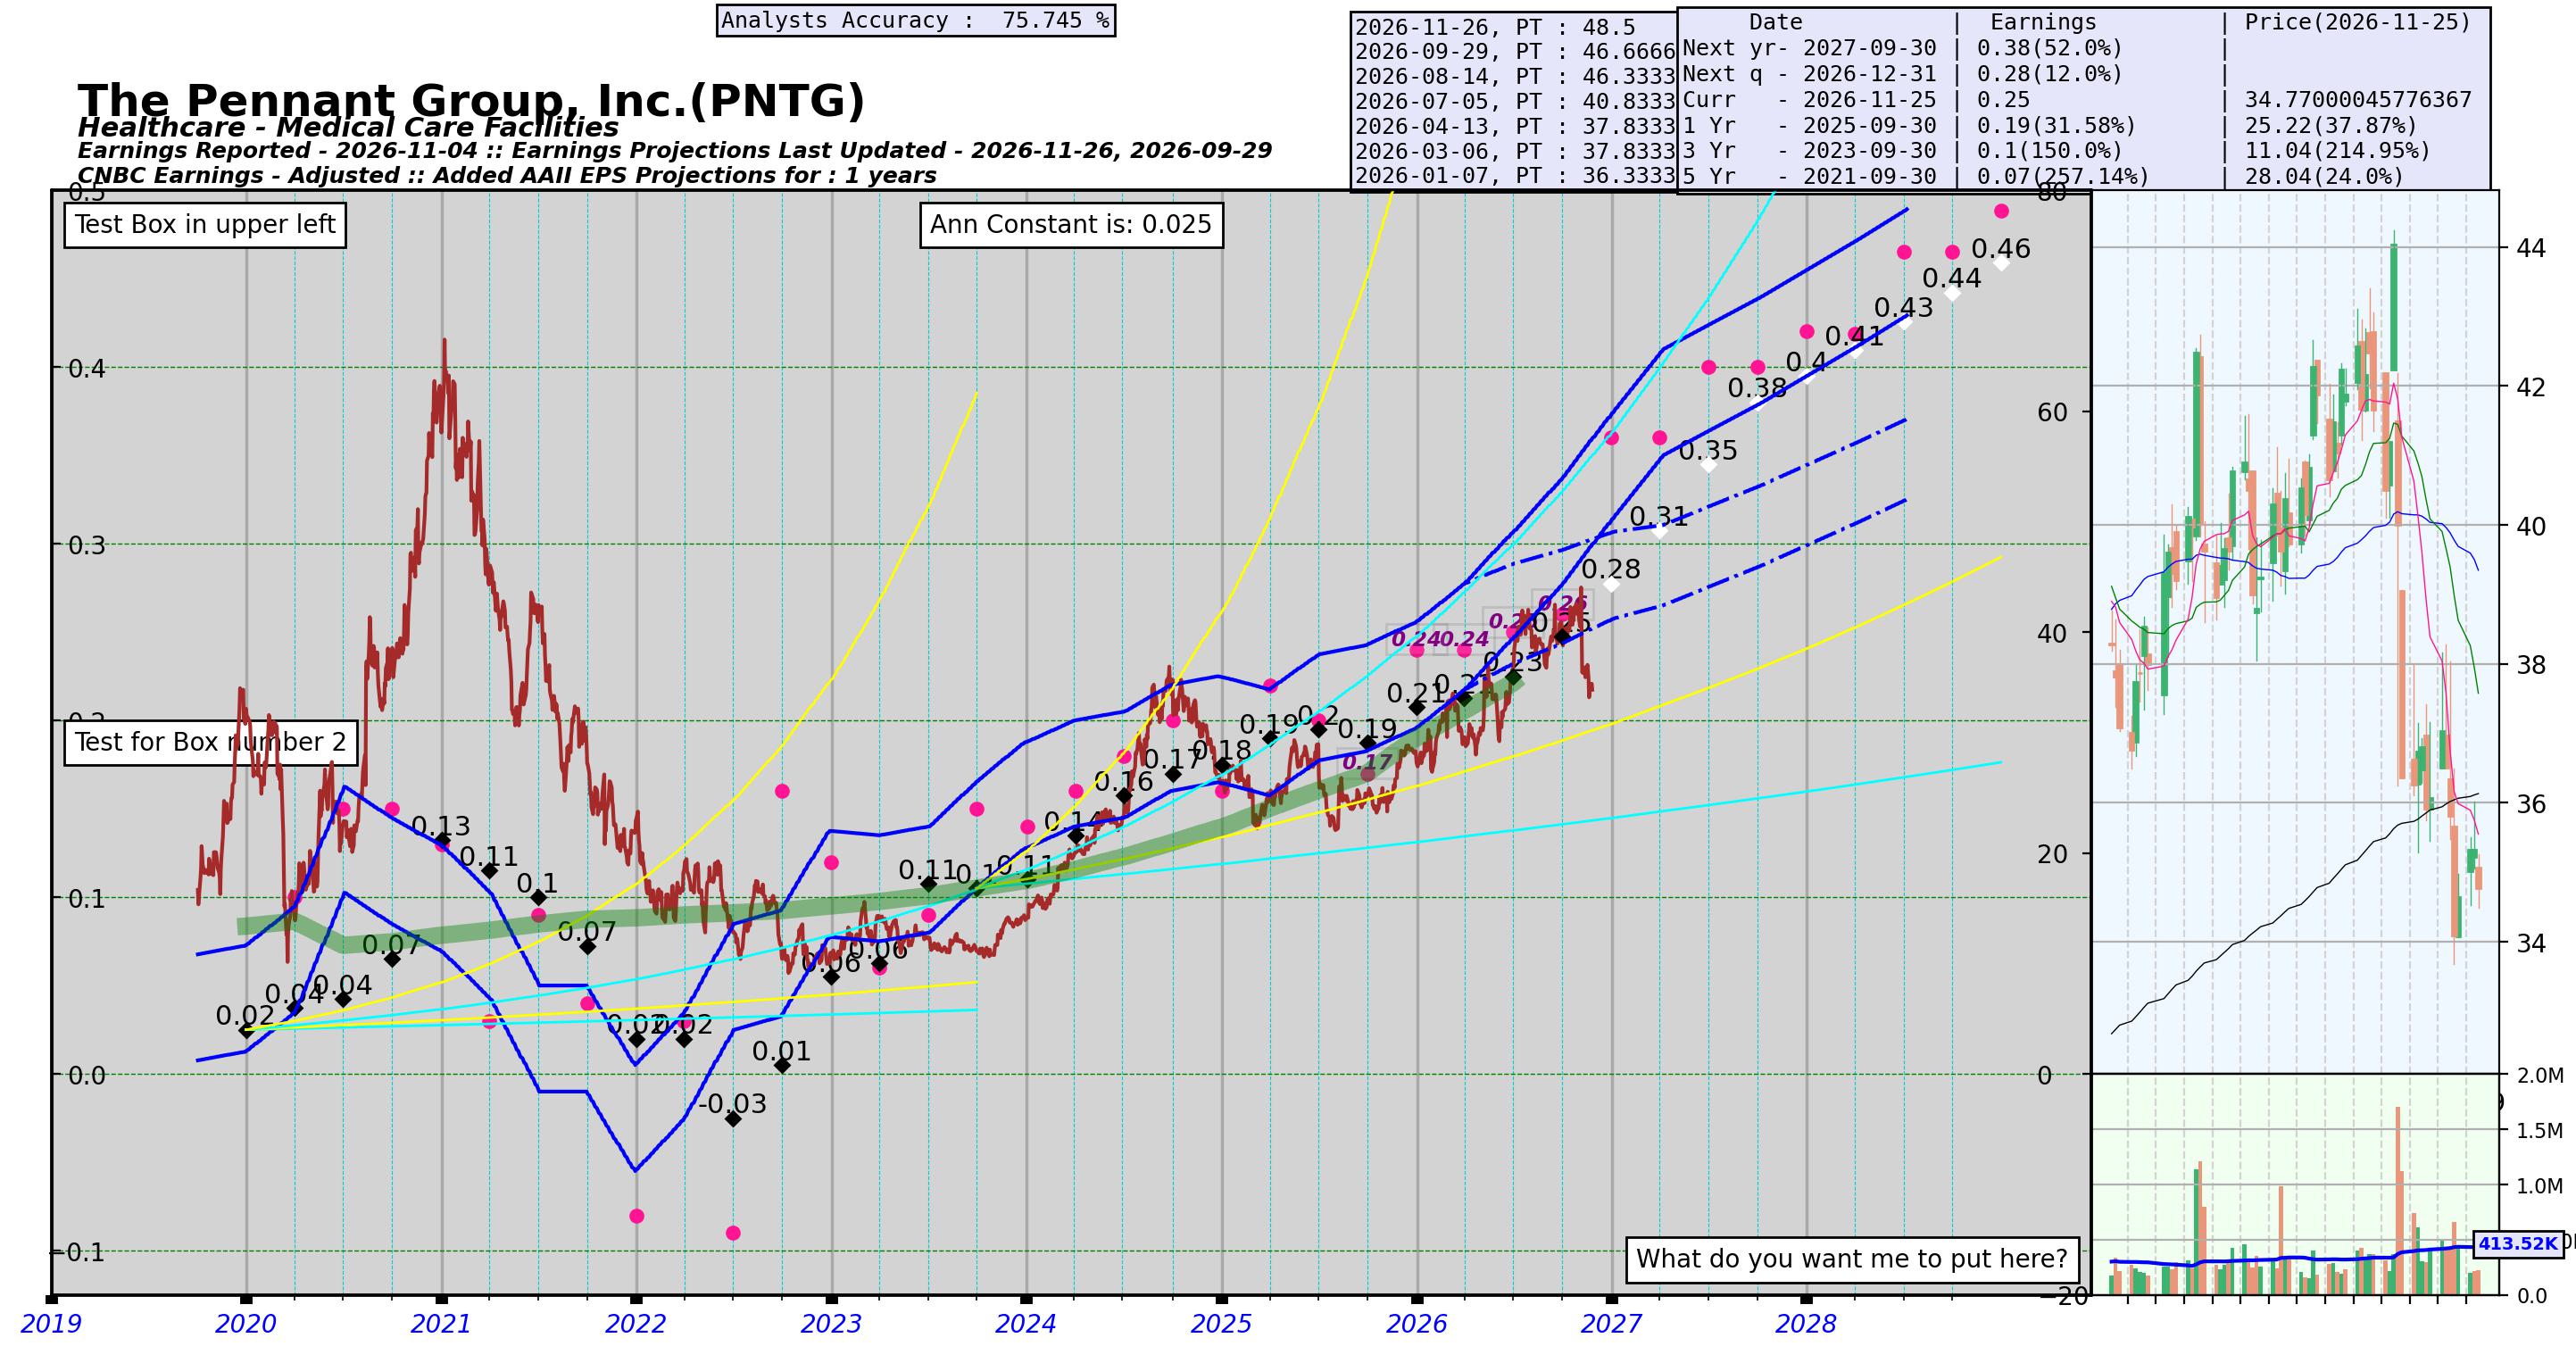 Analysts Accuracy :  75.745 %
2026-11-26, PT : 48.5
2026-09-29, PT : 46.6666
2026-08-14, PT : 46.3333
2026-07-05, PT : 40.8333
2026-04-13, PT : 37.8333
2026-03-06, PT : 37.8333
2026-01-07, PT : 36.3333
Date | Earnings | Price(2026-11-25)
Next yr- 2027-09-30 | 0.38(52.0%) |
Next q - 2026-12-31 | 0.28(12.0%) |
Curr - 2026-11-25 | 0.25 | 34.77000045776367
1 Yr - 2025-09-30 | 0.19(31.58%) | 25.22(37.87%)
3 Yr - 2023-09-30 | 0.1(150.0%) | 11.04(214.95%)
5 Yr - 2021-09-30 | 0.07(257.14%) | 28.04(24.0%)
The Pennant Group, Inc.(PNTG)
Healthcare - Medical Care Facilities
Earnings Reported - 2026-11-04 :: Earnings Projections Last Updated - 2026-11-26, 2026-09-29
CNBC Earnings - Adjusted :: Added AAII EPS Projections for : 1 years
Test Box in upper left
Ann Constant is: 0.025
Test for Box number 2
What do you want me to put here?
0.5
0.4
0.3
0.2
0.1
0.0
−0.1
80
60
40
20
0
−20
0.02
0.04
0.04
0.07
0.13
0.11
0.1
0.07
0.02
0.02
-0.03
0.01
0.06
0.06
0.11
0.11
0.14
0.16
0.17
0.18
0.19
0.2
0.19
0.17
0.21
0.24
0.24
0.23
0.26
0.25
0.28
0.31
0.35
0.38
0.4
0.41
0.43
0.44
0.46
44
42
40
38
36
34
2.0M
1.5M
1.0M
413.52K
0.0
2019
2020
2021
2022
2023
2024
2025
2026
2027
2028